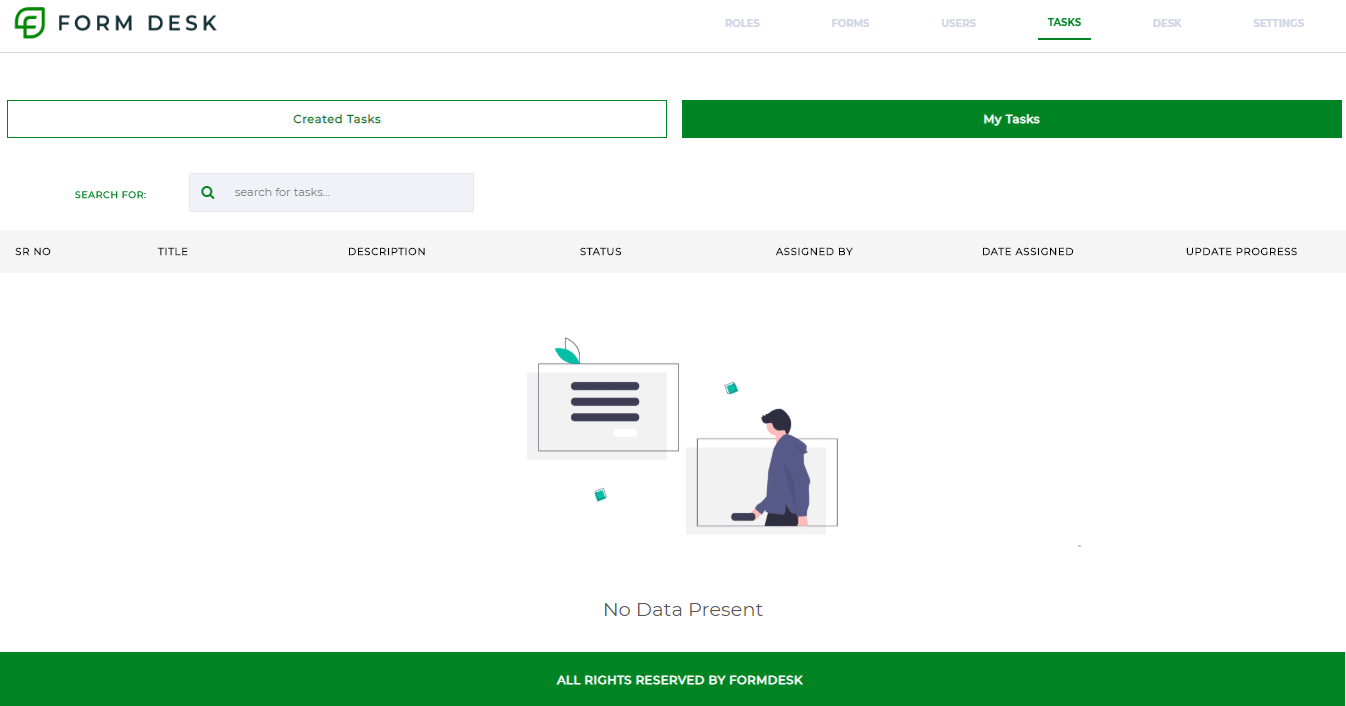 FORM DESK
ROLES FORMS USERS TASKS DESK SETTINGS
Created Tasks My Tasks
SEARCH FOR: search for tasks...
SR NO TITLE DESCRIPTION STATUS ASSIGNED BY DATE ASSIGNED UPDATE PROGRESS
No Data Present
ALL RIGHTS RESERVED BY FORMDESK